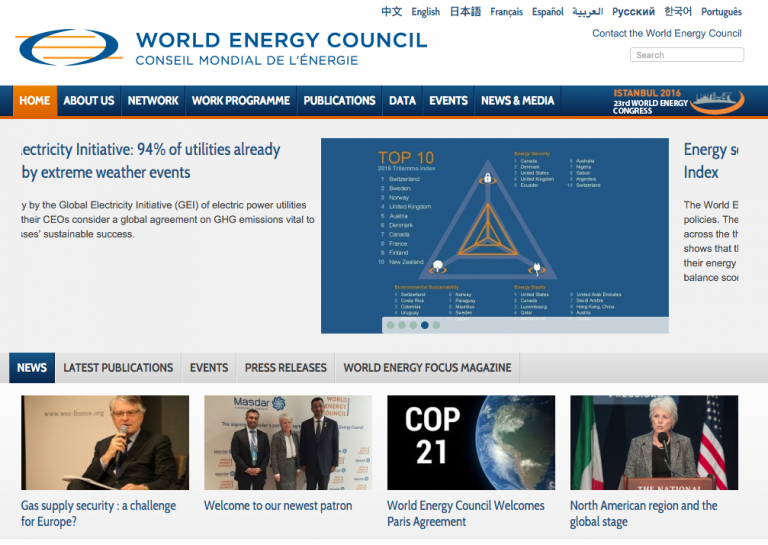 中文 English 日本語 Français Español العربية Русский 한국어 Português
WORLD ENERGY COUNCIL
CONSEIL MONDIAL DE L'ÉNERGIE
Contact the World Energy Council
Search
HOME ABOUT US NETWORK WORK PROGRAMME PUBLICATIONS DATA EVENTS NEWS & MEDIA
ISTANBUL 2016
23rd WORLD ENERGY
CONGRESS
ectricity Initiative: 94% of utilities already
by extreme weather events
y by the Global Electricity Initiative (GEI) of electric power utilities
their CEOs consider a global agreement on GHG emissions vital to
ses' sustainable success.
TOP 10
2015 Trilemma Index
1 Switzerland
2 Sweden
3 Norway
4 United Kingdom
5 Austria
6 Denmark
7 Canada
8 France
9 Finland
10 New Zealand
Energy Security
1 Canada
2 Denmark
3 United States
4 United Kingdom
5 Ecuador
6 Australia
7 Nigeria
8 Gabon
9 Argentina
10 Switzerland
Environmental Sustainability
1 Switzerland
2 Costa Rica
3 Colombia
4 Uruguay
6 Norway
7 Paraguay
8 Mauritius
9 Sweden
Energy Equity
1 United States
2 Canada
3 Luxembourg
4 Qatar
6 United Arab Emirates
7 Saudi Arabia
8 Hong Kong, China
9 Austria
Energy s
Index
The World E
policies. The
across the th
shows that th
their energy
balance sco
NEWS LATEST PUBLICATIONS EVENTS PRESS RELEASES WORLD ENERGY FOCUS MAGAZINE
www.wec-france.org
Masdar
WORLD
ENERGY
COUNCIL
COP
21
THE NATIONAL
Gas supply security : a challenge
for Europe?
Welcome to our newest patron
World Energy Council Welcomes
Paris Agreement
North American region and the
global stage